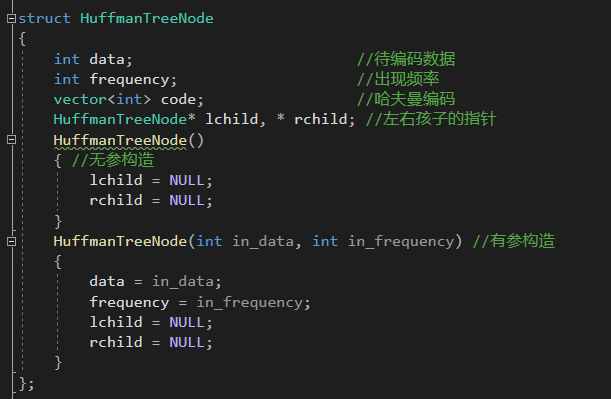 struct HuffmanTreeNode
{
    int data;                         //待编码数据
    int frequency;                    //出现频率
    vector<int> code;                 //哈夫曼编码
    HuffmanTreeNode* lchild, * rchild; //左右孩子的指针
    HuffmanTreeNode()
    { //无参构造
        lchild = NULL;
        rchild = NULL;
    }
    HuffmanTreeNode(int in_data, int in_frequency) //有参构造
    {
        data = in_data;
        frequency = in_frequency;
        lchild = NULL;
        rchild = NULL;
    }
};